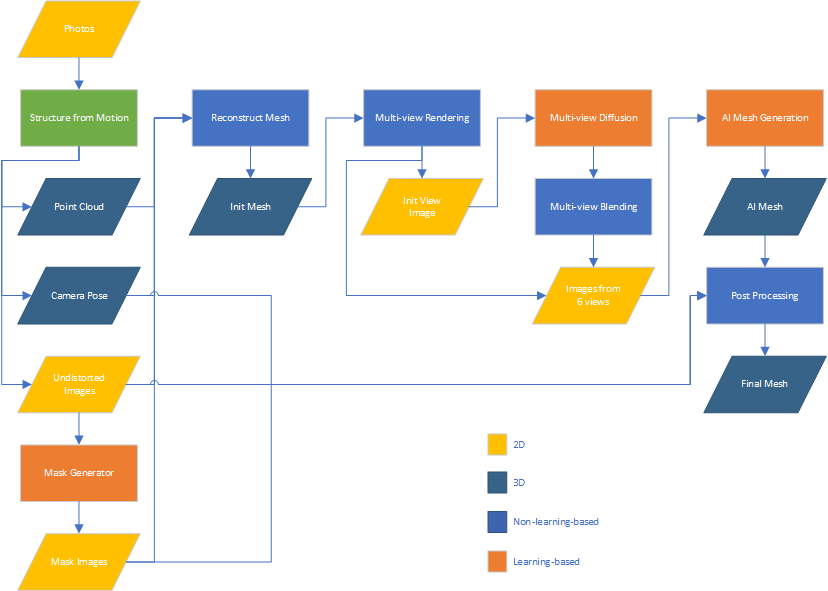 Photos
Structure from Motion
Reconstruct Mesh
Multi-view Rendering
Multi-view Diffusion
AI Mesh Generation
Point Cloud
Init Mesh
Init View
Image
Multi-view Blending
AI Mesh
Camera Pose
Images from
6 views
Post Processing
Undistorted
Images
Final Mesh
Mask Generator
Mask Images
2D
3D
Non-learning-based
Learning-based